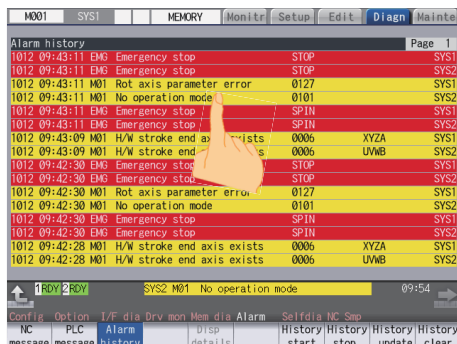 M001 SYS1 MEMORY Monitr Setup Edit Diagn Mainte
Alarm history Page 1
1012 09:43:11 EMG Emergency stop STOP SYS1
1012 09:43:11 EMG Emergency stop STOP SYS2
1012 09:43:11 M01 Rot axis parameter error 0127 SYS1
1012 09:43:11 M01 No operation mode 0101 SYS2
1012 09:43:11 EMG Emergency stop SPIN SYS1
1012 09:43:11 EMG Emergency stop SPIN SYS2
1012 09:43:09 M01 H/W stroke end axis exists 0006 XYZA SYS1
1012 09:43:09 M01 H/W stroke end s 0006 UVWB SYS2
1012 09:42:30 EMG Emergency stop STOP SYS1
1012 09:42:30 EMG Emergency stop STOP SYS2
1012 09:42:30 M01 Rot axis parameter error 0127 SYS1
1012 09:42:30 M01 No operation mode 0101 SYS2
1012 09:42:30 EMG Emergency stop SPIN SYS1
1012 09:42:30 EMG Emergency stop SPIN SYS2
1012 09:42:28 M01 H/W stroke end axis exists 0006 XYZA SYS1
1012 09:42:28 M01 H/W stroke end axis exists 0006 UVWB SYS2
1RDY 2RDY SYS2 M01 No operation mode 09:54
Config Option I/F dia Drv mon Mem dia Alarm Selfdia NC Smp
NC PLC Alarm Disp History History History History
message message history details start stop update clear